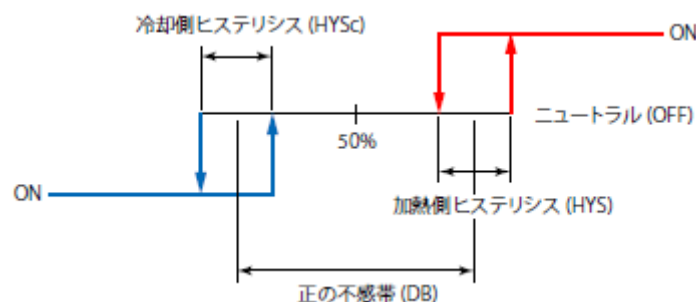 冷却側ヒステリシス (HYSc)
ON
ニュートラル (OFF)
50%
ON
加熱側ヒステリシス (HYS)
正の不感帯 (DB)